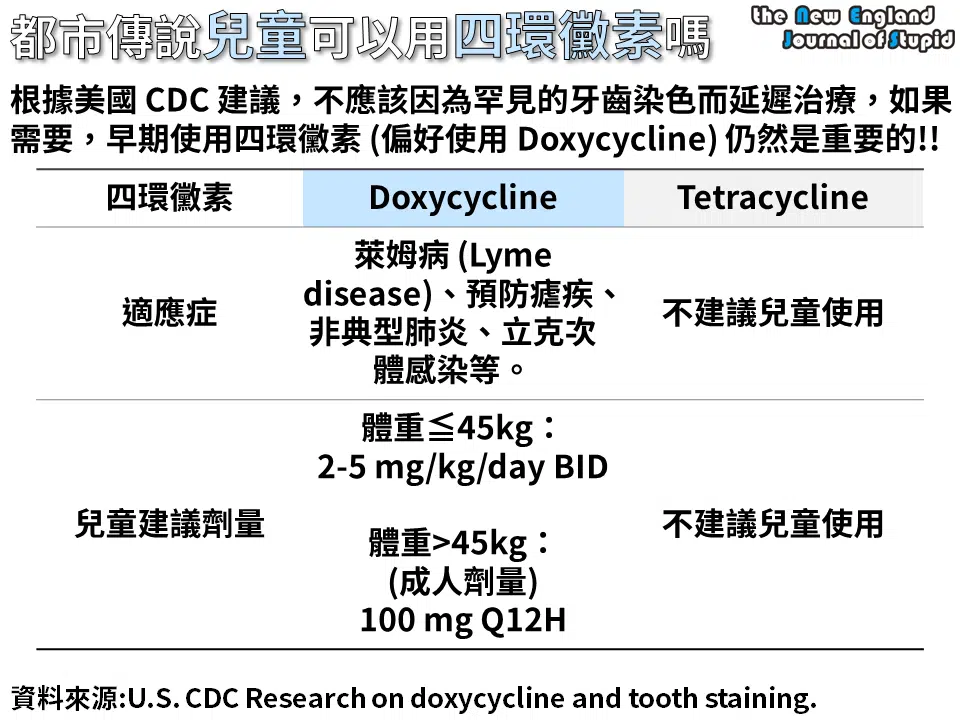 都市傳說兒童可以用四環黴素嗎
the New England
Journal of Stupid
根據美國 CDC 建議，不應該因為罕見的牙齒染色而延遲治療，如果
需要，早期使用四環黴素 (偏好使用 Doxycycline) 仍然是重要的!!
四環黴素 Doxycycline Tetracycline
適應症
萊姆病 (Lyme
disease)、預防瘧疾、
非典型肺炎、立克次
體感染等。
不建議兒童使用
兒童建議劑量
體重≦45kg：
2-5 mg/kg/day BID
體重>45kg：
(成人劑量)
100 mg Q12H
不建議兒童使用
資料來源:U.S. CDC Research on doxycycline and tooth staining.